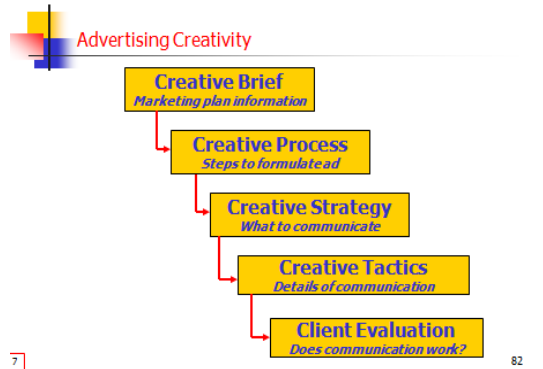 Advertising Creativity
Creative Brief
Marketing plan information
Creative Process
Steps to formulate ad
Creative Strategy
What to communicate
Creative Tactics
Details of communication
Client Evaluation
Does communication work?
7
82